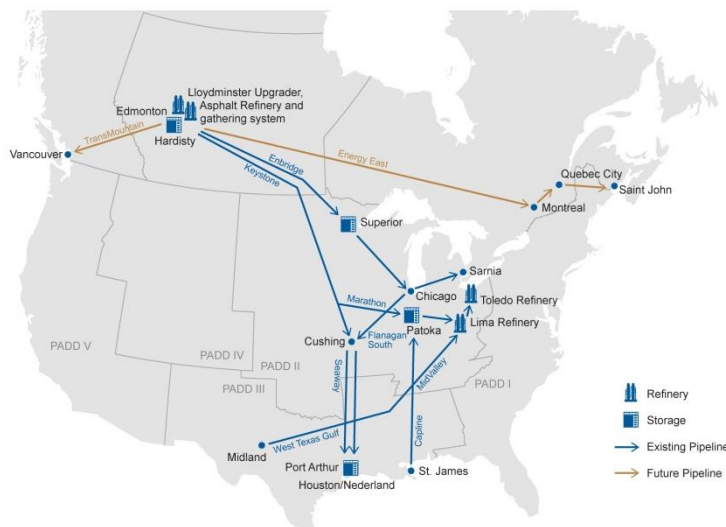 Lloydminster Upgrader,
Asphalt Refinery and
gathering system
Edmonton
Hardisty
TransMountain
Vancouver
Enbridge
Keystone
Energy East
Quebec City
Saint John
Montreal
Superior
Sarnia
Chicago
Toledo Refinery
Marathon
Patoka
Lima Refinery
Cushing
Flanagan
South
PADD V
PADD IV
PADD II
PADD III
PADD I
Seaway
MidValley
Capline
West Texas Gulf
Midland
Port Arthur
Houston/Nederland
St. James
Refinery
Storage
Existing Pipeline
Future Pipeline